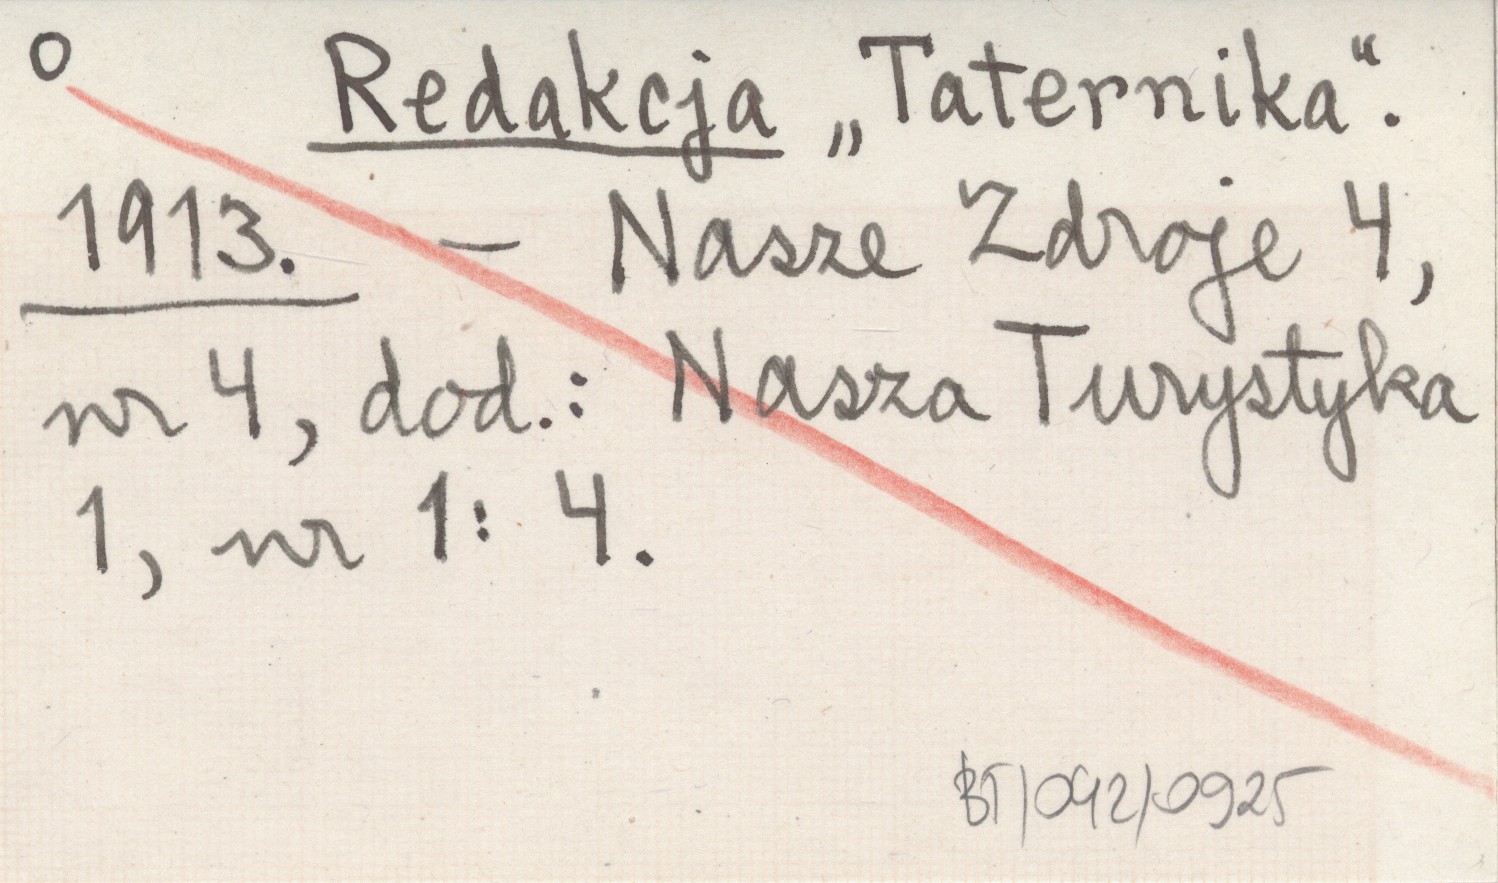 o Redakcja „Taternika“.
1913. — Nasze Zdroje 4,
nr 4, dod.: Nasza Turystyka
1, nr 1: 4.
BT/092/0925